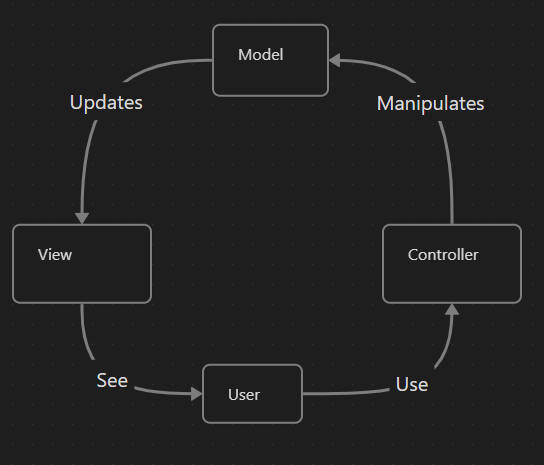 Model
Updates
Manipulates
View
Controller
See
User
Use